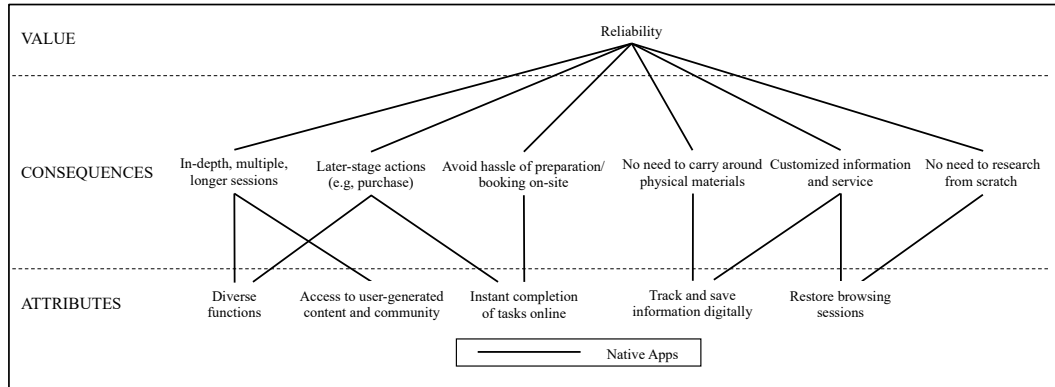 VALUE
Reliability
CONSEQUENCES
In-depth, multiple,
longer sessions
Later-stage actions
(e.g, purchase)
Avoid hassle of preparation/
booking on-site
No need to carry around
physical materials
Customized information
and service
No need to research
from scratch
ATTRIBUTES
Diverse
functions
Access to user-generated
content and community
Instant completion
of tasks online
Track and save
information digitally
Restore browsing
sessions
Native Apps